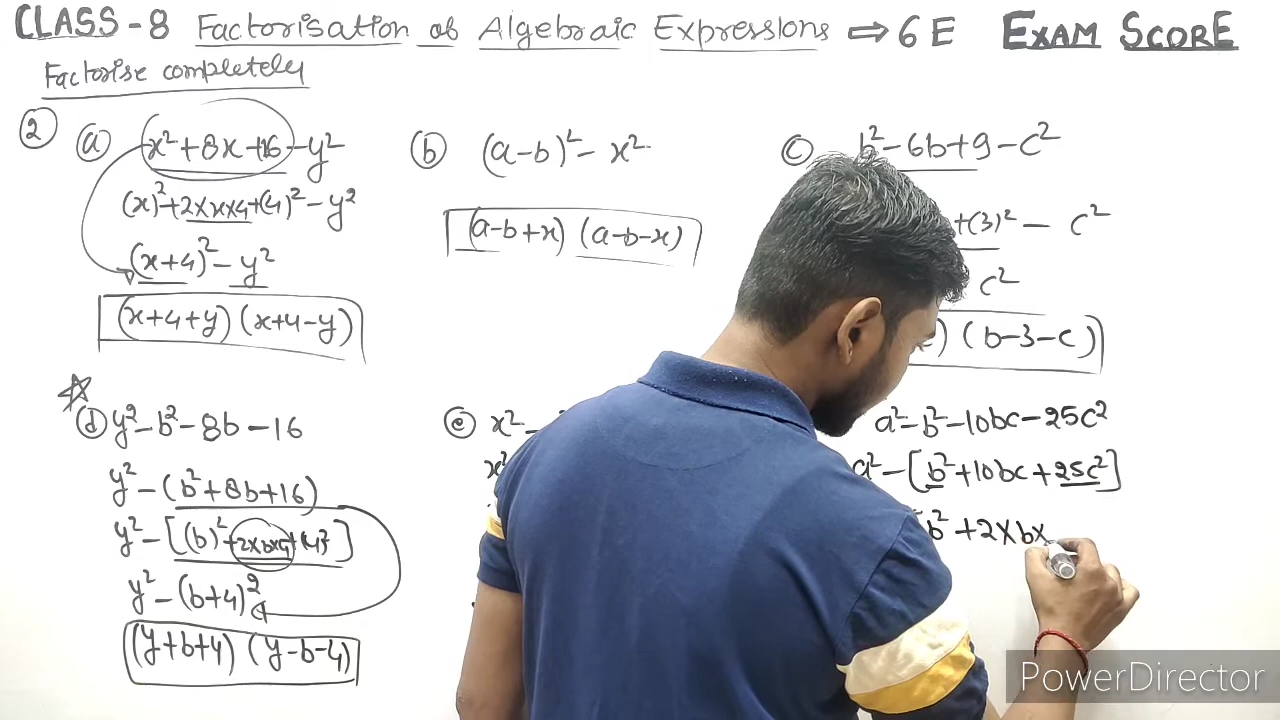 CLASS-8 Factorisation of Algebraic Expressions ⇒ 6 E EXAM SCORE
Factorise completely
② ⓐ x²+8x+16-y²
(x)²+2×x×4+(4)²-y²
(x+4)²-y²
(x+4+y) (x+4-y)
ⓑ (a-b)²-x²
(a-b+x) (a-b-x)
ⓒ b²-6b+9-c²
+(3)²- c²
c²
) (b-3-c)
ⓓ y²-b²-8b-16
y²-(b²+8b+16)
y²-[(b)²+2×b×4+(4)²]
y²-(b+4)²
(y+b+4) (y-b-4)
ⓔ x²-
x²
a²-b²-10bc-25c²
a²-[b²+10bc+25c²]
b²+2×b×
PowerDirector